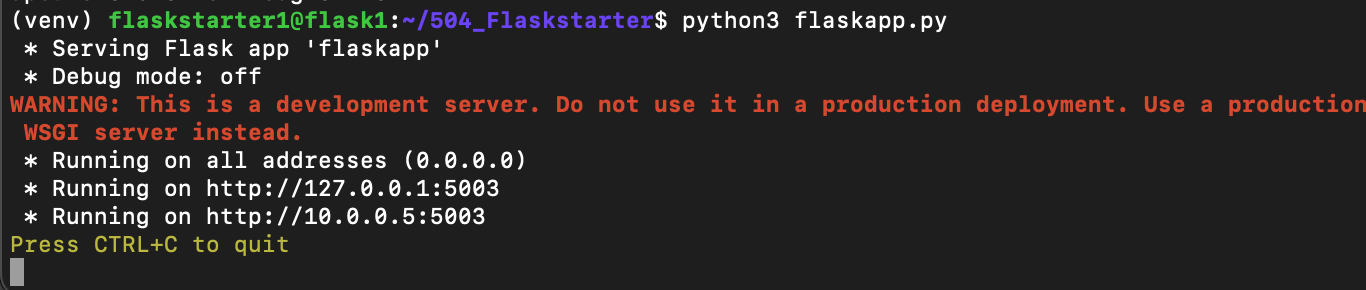 (venv) flaskstarter1@flask1:~/504_Flaskstarter$ python3 flaskapp.py
 * Serving Flask app 'flaskapp'
 * Debug mode: off
WARNING: This is a development server. Do not use it in a production deployment. Use a production
 WSGI server instead.
 * Running on all addresses (0.0.0.0)
 * Running on http://127.0.0.1:5003
 * Running on http://10.0.0.5:5003
Press CTRL+C to quit